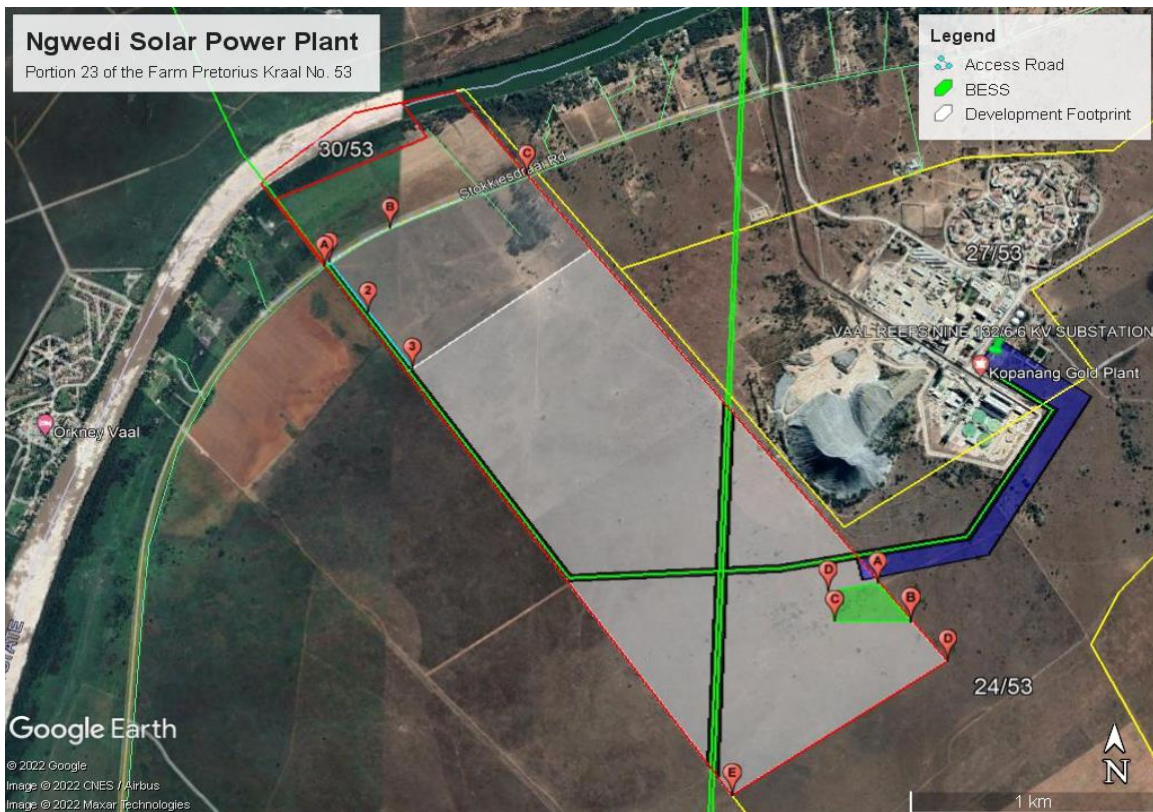 Ngwedi Solar Power Plant
Portion 23 of the Farm Pretorius Kraal No. 53
Legend
Access Road
BESS
Development Footprint
30/53
C
Stokkiesdraai Rd
B
A
27/53
2
VAAL REEFS NINE 132/6.6 KV SUBSTATION
3
Kopanang Gold Plant
Orkney Vaal
D
A
C
B
D
STATE
24/53
Google Earth
© 2022 Google
Image © 2022 CNES / Airbus
Image © 2022 Maxar Technologies
E
N
1 km